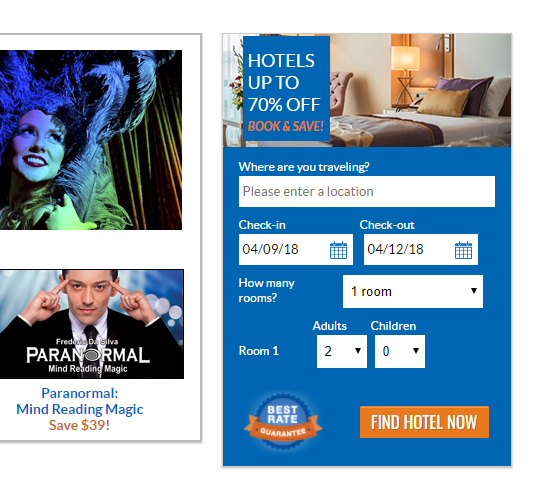 HOTELS
UP TO
70% OFF
BOOK & SAVE!
Where are you traveling?
Please enter a location
Check-in
Check-out
04/09/18
04/12/18
How many
rooms?
1 room
Adults
Children
Room 1
2
0
BEST
RATE
GUARANTEE
FIND HOTEL NOW
Frederic Da Silva
PARANORMAL
Mind Reading Magic
Paranormal:
Mind Reading Magic
Save $39!